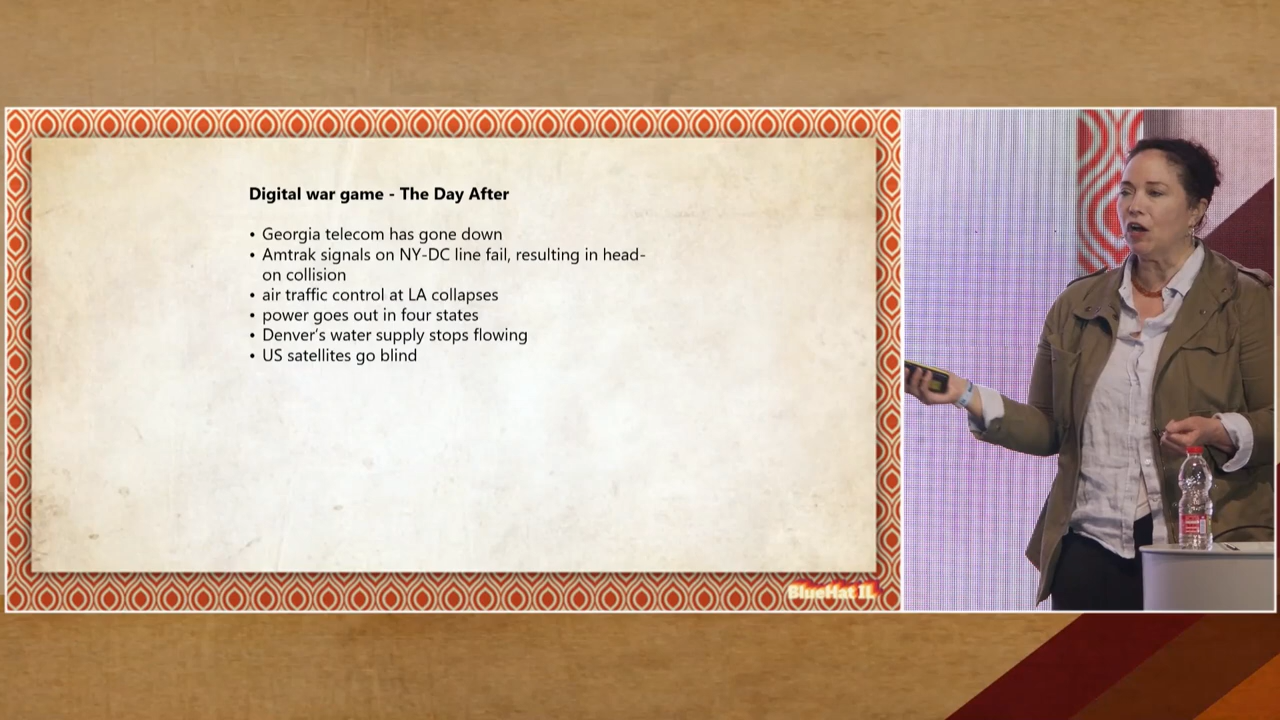 Digital war game - The Day After
• Georgia telecom has gone down
• Amtrak signals on NY-DC line fail, resulting in head-
on collision
• air traffic control at LA collapses
• power goes out in four states
• Denver's water supply stops flowing
• US satellites go blind
BlueHat IL